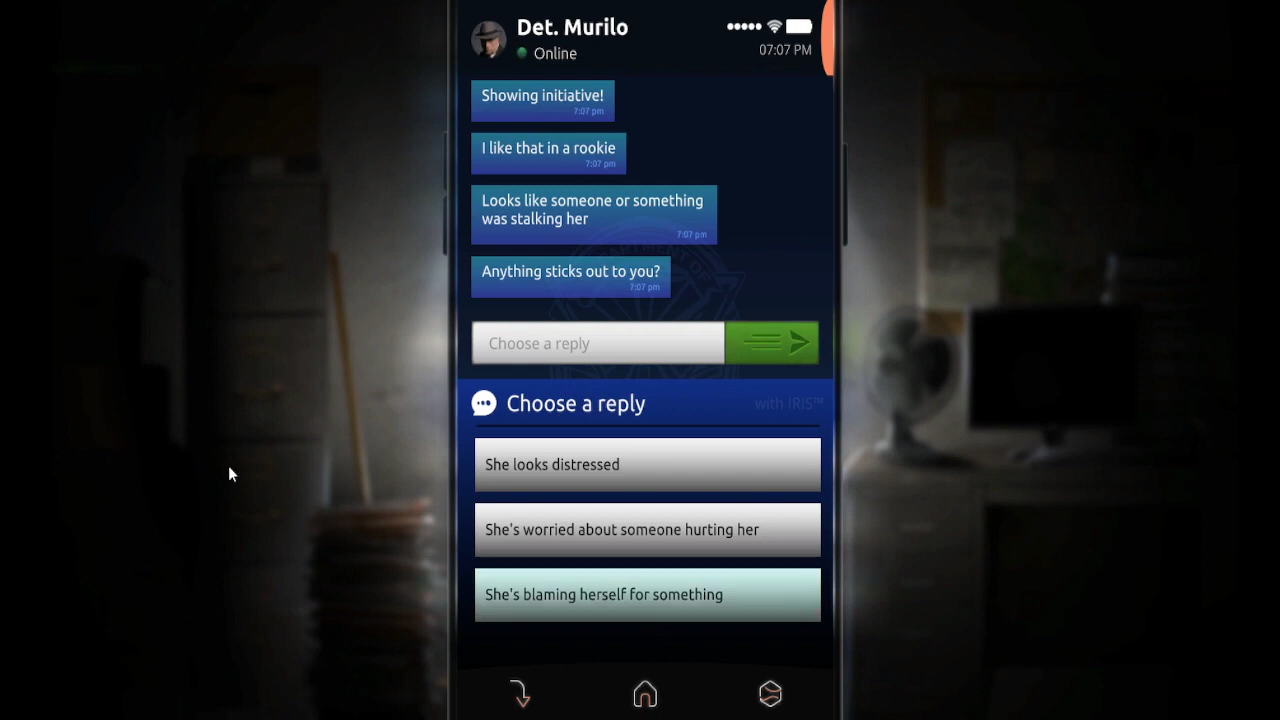 Det. Murilo
Online
07:07 PM
Showing initiative!
7:07 pm
I like that in a rookie
7:07 pm
Looks like someone or something
was stalking her
7:07 pm
Anything sticks out to you?
7:07 pm
Choose a reply
Choose a reply
with IRIS™
She looks distressed
She's worried about someone hurting her
She's blaming herself for something